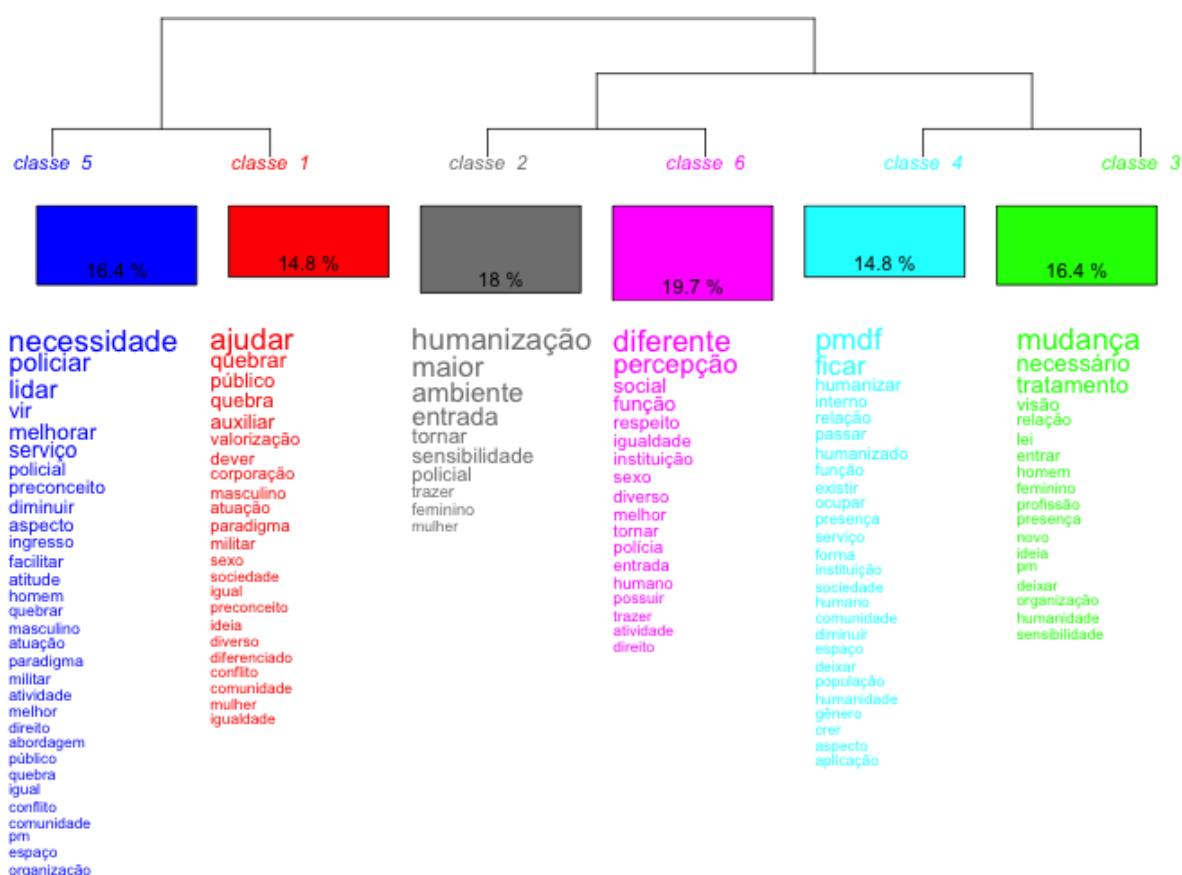 classe 5
classe 1
classe 2
classe 6
classe 4
classe 3
16.4 %
14.8 %
18 %
19.7 %
14.8 %
16.4 %
necessidade
policiar
lidar
vir
melhorar
serviço
policial
preconceito
diminuir
aspecto
ingresso
facilitar
atitude
homem
quebrar
masculino
atuação
paradigma
militar
atividade
melhor
direito
abordagem
público
quebra
igual
conflito
comunidade
pm
espaço
organização
ajudar
quebrar
público
quebra
auxiliar
valorização
dever
corporação
masculino
atuação
paradigma
militar
sexo
sociedade
igual
preconceito
ideia
diverso
diferenciado
conflito
comunidade
mulher
igualdade
humanização
maior
ambiente
entrada
tornar
sensibilidade
policial
trazer
feminino
mulher
diferente
percepção
social
função
respeito
igualdade
instituição
sexo
diverso
melhor
tornar
polícia
entrada
humano
possuir
trazer
atividade
direito
pmdf
ficar
humanizar
interno
relação
passar
humanizado
função
existir
ocupar
presença
serviço
forma
instituição
sociedade
humano
comunidade
diminuir
espaço
deixar
população
humanidade
gênero
crer
aspecto
aplicação
mudança
necessário
tratamento
visão
relação
lei
entrar
homem
feminino
profissão
presença
novo
ideia
pm
deixar
organização
humanidade
sensibilidade